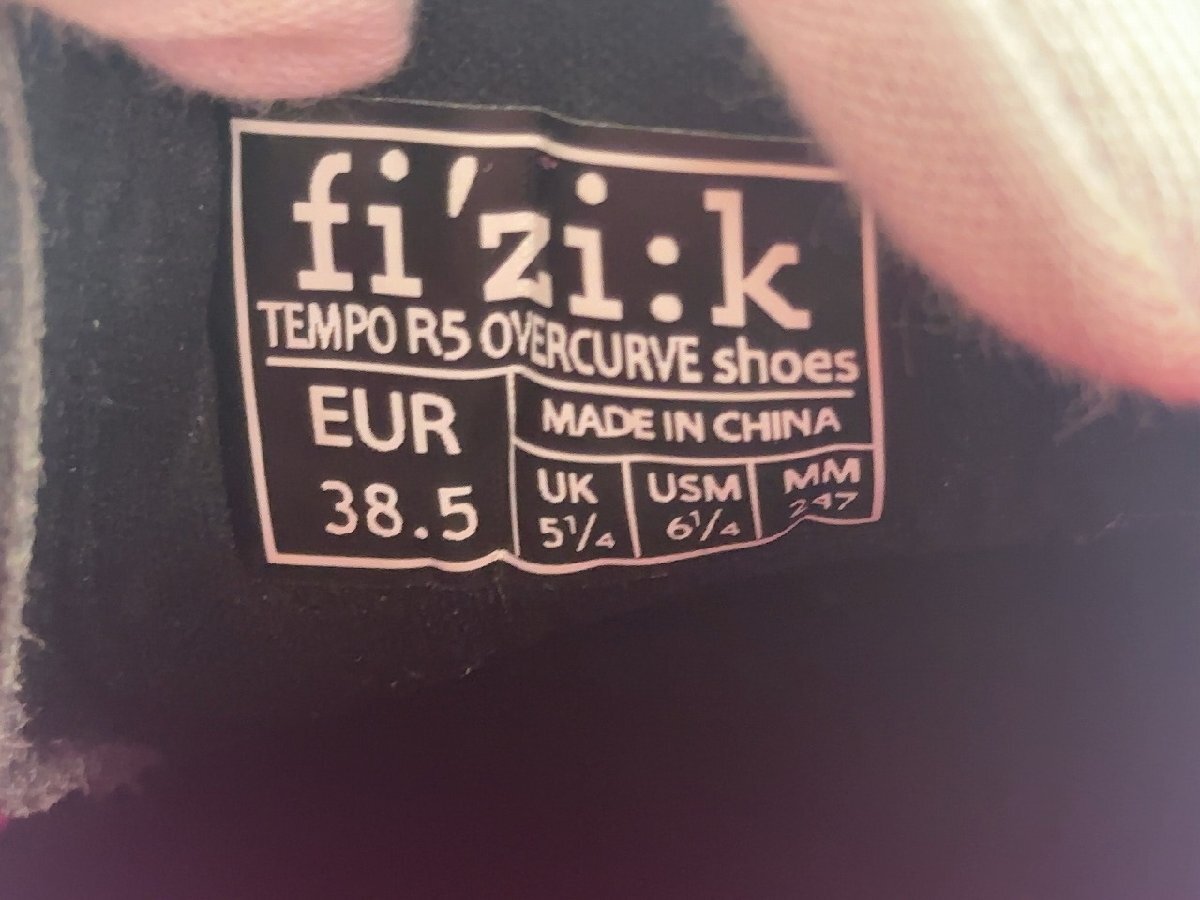 fi'zi:k
TEMPO R5 OVERCURVE shoes
EUR
38.5
MADE IN CHINA
UK
5¼
USM
6¼
MM
247